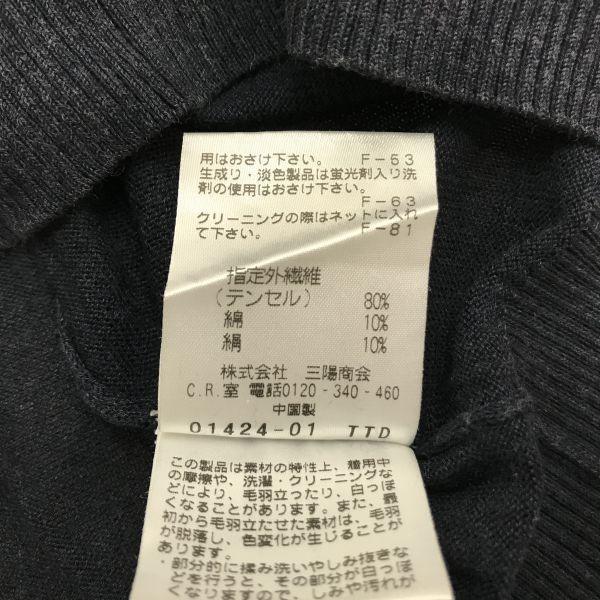 用はおさけ下さい。 F-53
生成り・淡色製品は蛍光剤入り洗
剤の使用はおさけ下さい。
F-63
クリーニングの際はネットに入れ
て下さい。 F-81
指定外繊維
(テンセル) 80%
綿 10%
絹 10%
株式会社 三陽商会
C.R.室 電話0120-340-460
中国製
01424-01 TTD
この製品は素材の特性上、着用中
の摩擦や、洗濯・クリーニングな
どにより、毛羽立ったり、白っぽ
くなることがあります。また、最
初から毛羽立たせた素材は、毛羽
が脱落し、色変化が生じることが
あります。
・部分的に揉み洗いやしみ抜きな
どを行うと、その部分が白っぽ
くなりますので、しみや汚れが